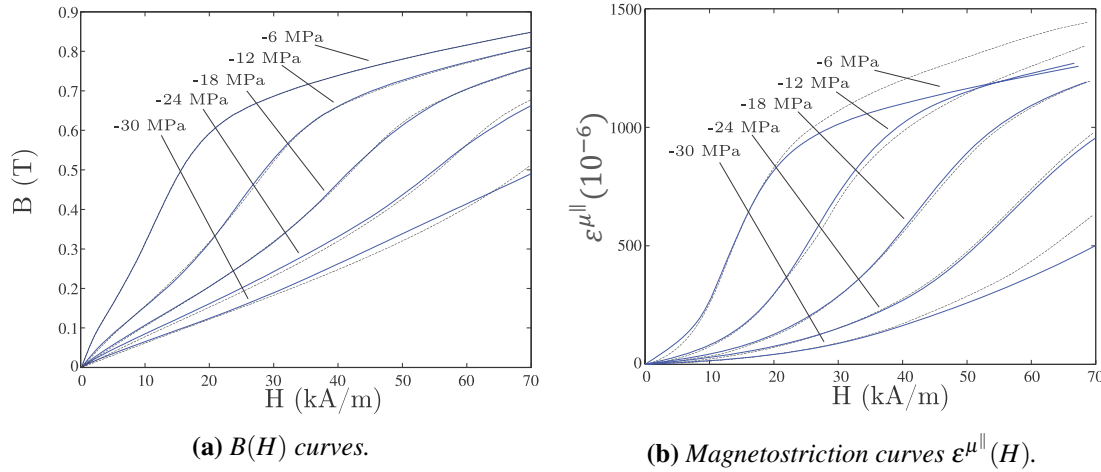 0.9
0.8
0.7
0.6
0.5
0.4
0.3
0.2
0.1
0
B (T)
-6 MPa
-12 MPa
-18 MPa
-24 MPa
-30 MPa
0 10 20 30 40 50 60 70
H (kA/m)
(a) B(H) curves.
1500
1000
500
0
ε^μ∥(10⁻⁶)
-6 MPa
-12 MPa
-18 MPa
-24 MPa
-30 MPa
0 10 20 30 40 50 60 70
H (kA/m)
(b) Magnetostriction curves ε^μ∥(H).